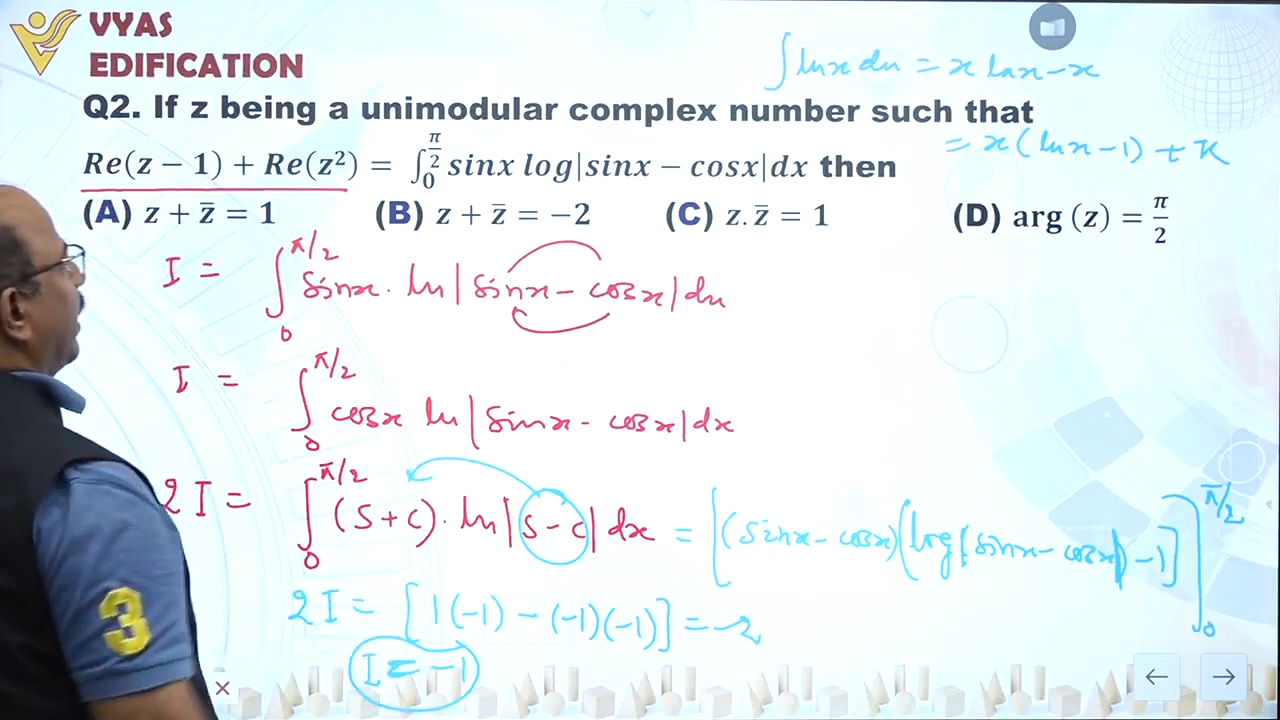 VYAS
EDIFICATION
∫ ln x dx = x ln x - x
Q2. If z being a unimodular complex number such that
= x(ln x - 1) + K
Re(z − 1) + Re(z²) = ∫₀^(π/2) sinx log|sinx − cosx|dx then
(A) z + z̄ = 1 (B) z + z̄ = −2 (C) z. z̄ = 1 (D) arg (z) = π/2
I = ∫₀^(π/2) sinx. ln|sinx - cosx|dx
I = ∫₀^(π/2) cosx ln|sinx - cosx|dx
2I = ∫₀^(π/2) (S+C). ln|S-C|dx = [(sinx - cosx)(log|sinx - cosx|) -1]₀^(π/2)
2I = [1(-1) - (-1)(-1)] = -2
I = -1
3